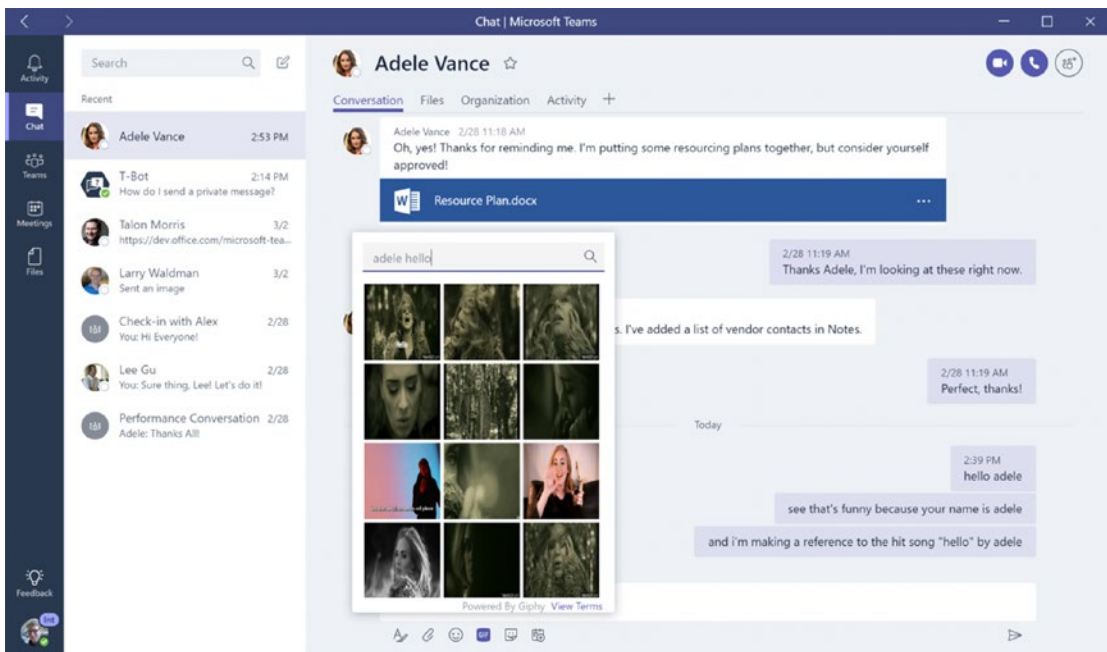 Chat | Microsoft Teams
Activity
Chat
Teams
Meetings
Files
Feedback
Int
Search
Recent
Adele Vance 2:53 PM
T-Bot 2:14 PM
How do I send a private message?
Talon Morris 3/2
https://dev.office.com/microsoft-tea...
Larry Waldman 3/2
Sent an image
Check-in with Alex 2/28
You: Hi Everyone!
Lee Gu 2/28
You: Sure thing, Lee! Let's do it!
Performance Conversation 2/28
Adele: Thanks All!
Adele Vance
Conversation Files Organization Activity
Adele Vance 2/28 11:18 AM
Oh, yes! Thanks for reminding me. I'm putting some resourcing plans together, but consider yourself
approved!
Resource Plan.docx
2/28 11:19 AM
Thanks Adele, I'm looking at these right now.
s. I've added a list of vendor contacts in Notes.
2/28 11:19 AM
Perfect, thanks!
Today
2:39 PM
hello adele
see that's funny because your name is adele
and i'm making a reference to the hit song "hello" by adele
adele hello
Hello
Powered By Giphy View Terms
GIF